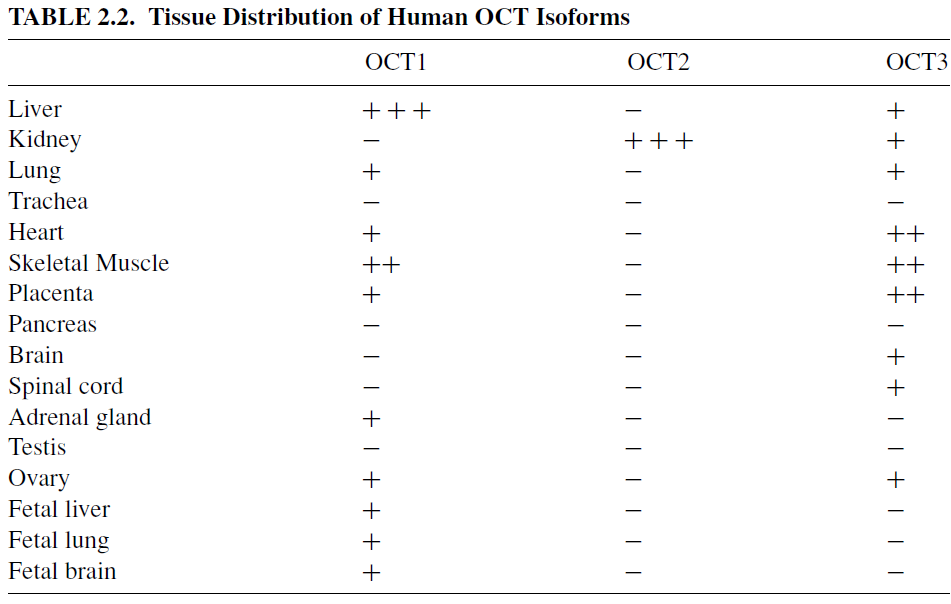 TABLE 2.2. Tissue Distribution of Human OCT Isoforms
OCT1 OCT2 OCT3
Liver +++ − +
Kidney − +++ +
Lung + − +
Trachea − − −
Heart + − ++
Skeletal Muscle ++ − ++
Placenta + − ++
Pancreas − − −
Brain − − +
Spinal cord − − +
Adrenal gland + − −
Testis − − −
Ovary + − +
Fetal liver + − −
Fetal lung + − −
Fetal brain + − −